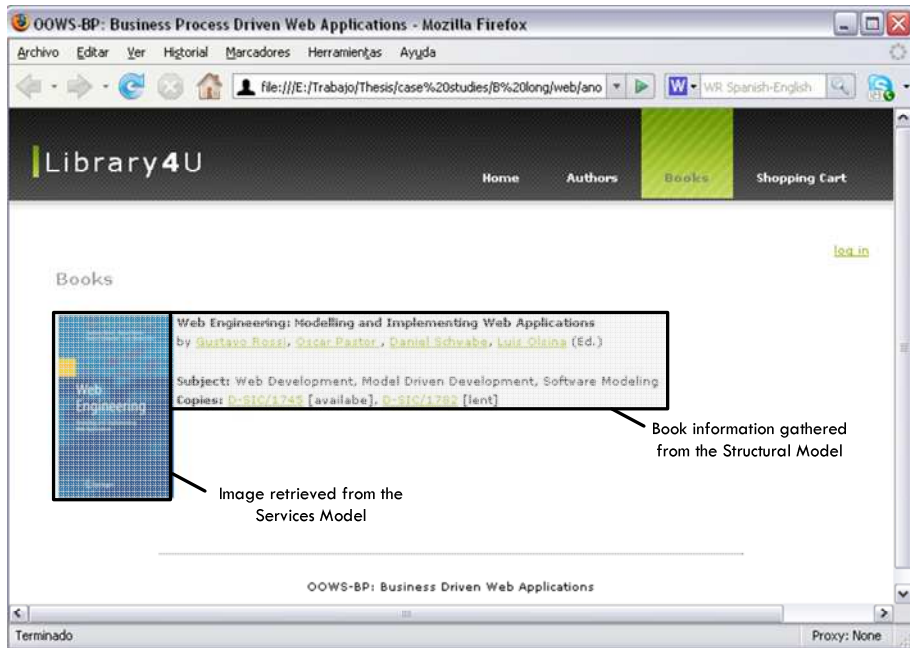 OOWS-BP: Business Process Driven Web Applications - Mozilla Firefox
Archivo Editar Ver Historial Marcadores Herramientas Ayuda
file:///E:/Trabajo/Thesis/case%20studies/B%20long/web/ano
W WR Spanish-English
Library4U
Home Authors Books Shopping Cart
log in
Books
Web Engineering: Modelling and Implementing Web Applications
by Gustavo Rossi, Oscar Pastor , Daniel Schwabe, Luis Olsina (Ed.)
Subject: Web Development, Model Driven Development, Software Modeling
Copies: D-SIC/1745 [availabe], D-SIC/1782 [lent]
Web
Engineering
Book information gathered
from the Structural Model
Image retrieved from the
Services Model
OOWS-BP: Business Driven Web Applications
Terminado
Proxy: None